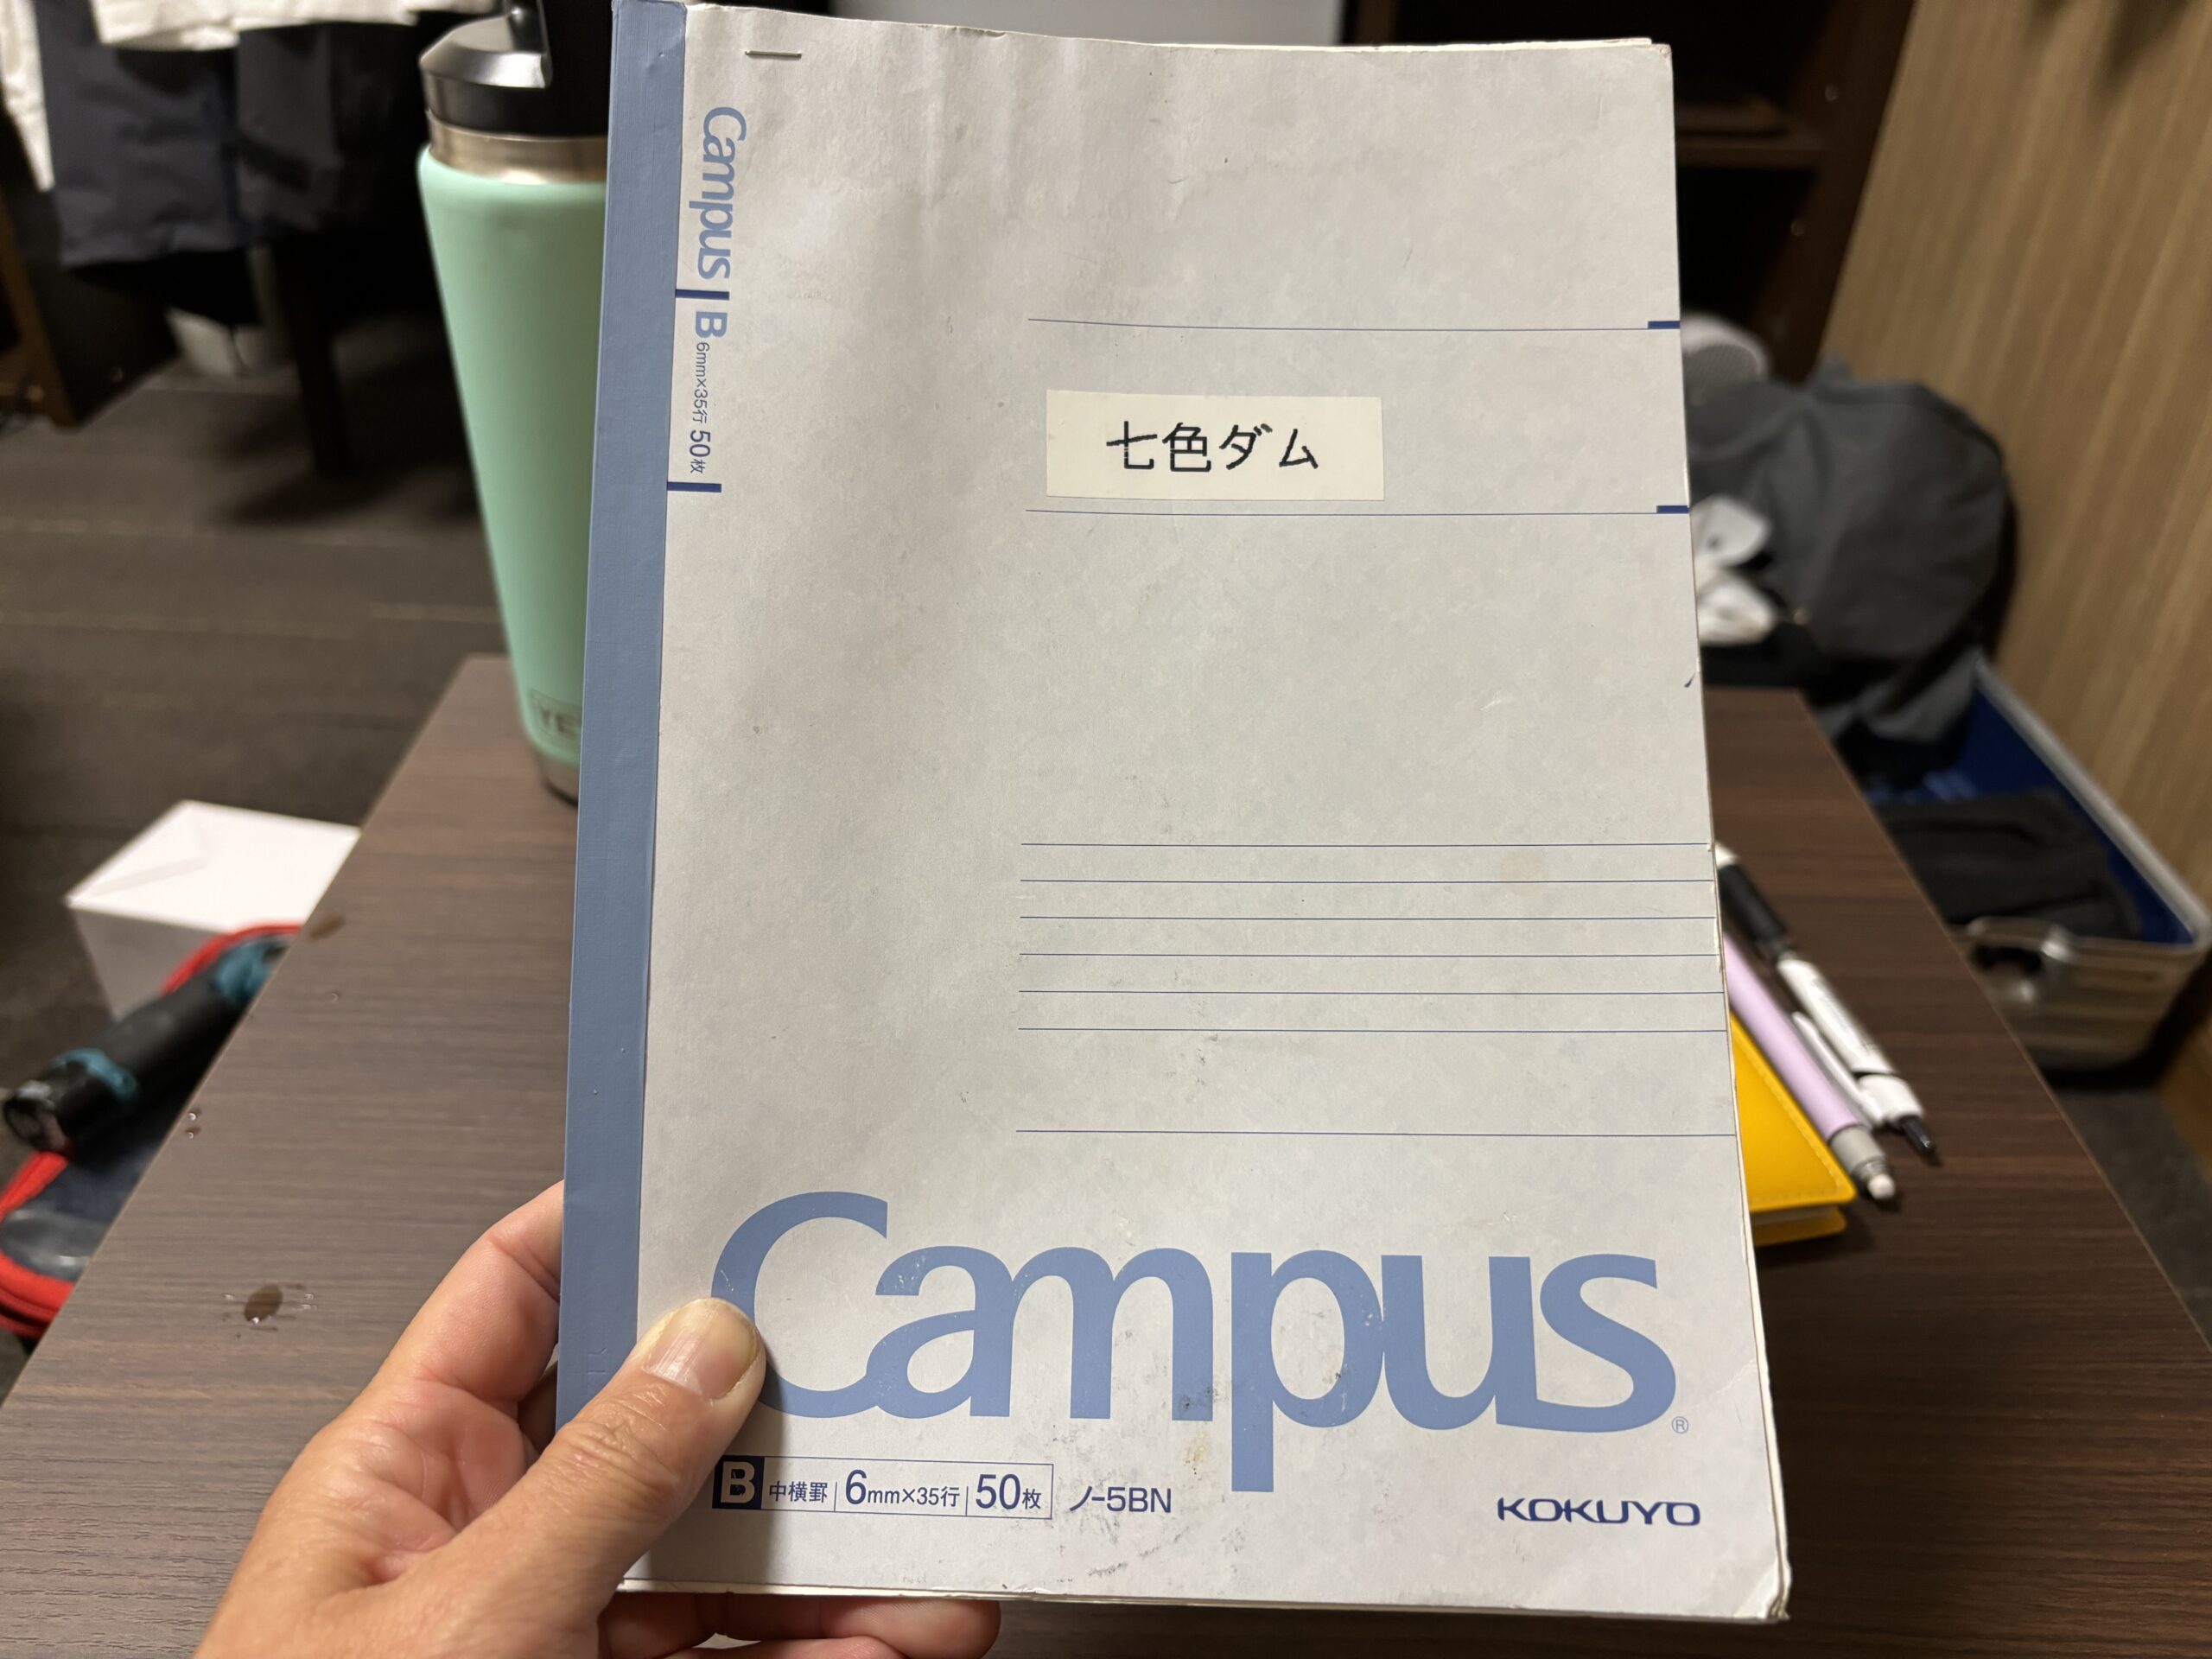 Campus
B
6mm×35行 50枚
七色ダム
Campus®
B 中横罫 6mm×35行 50枚 ノ-5BN
KOKUYO